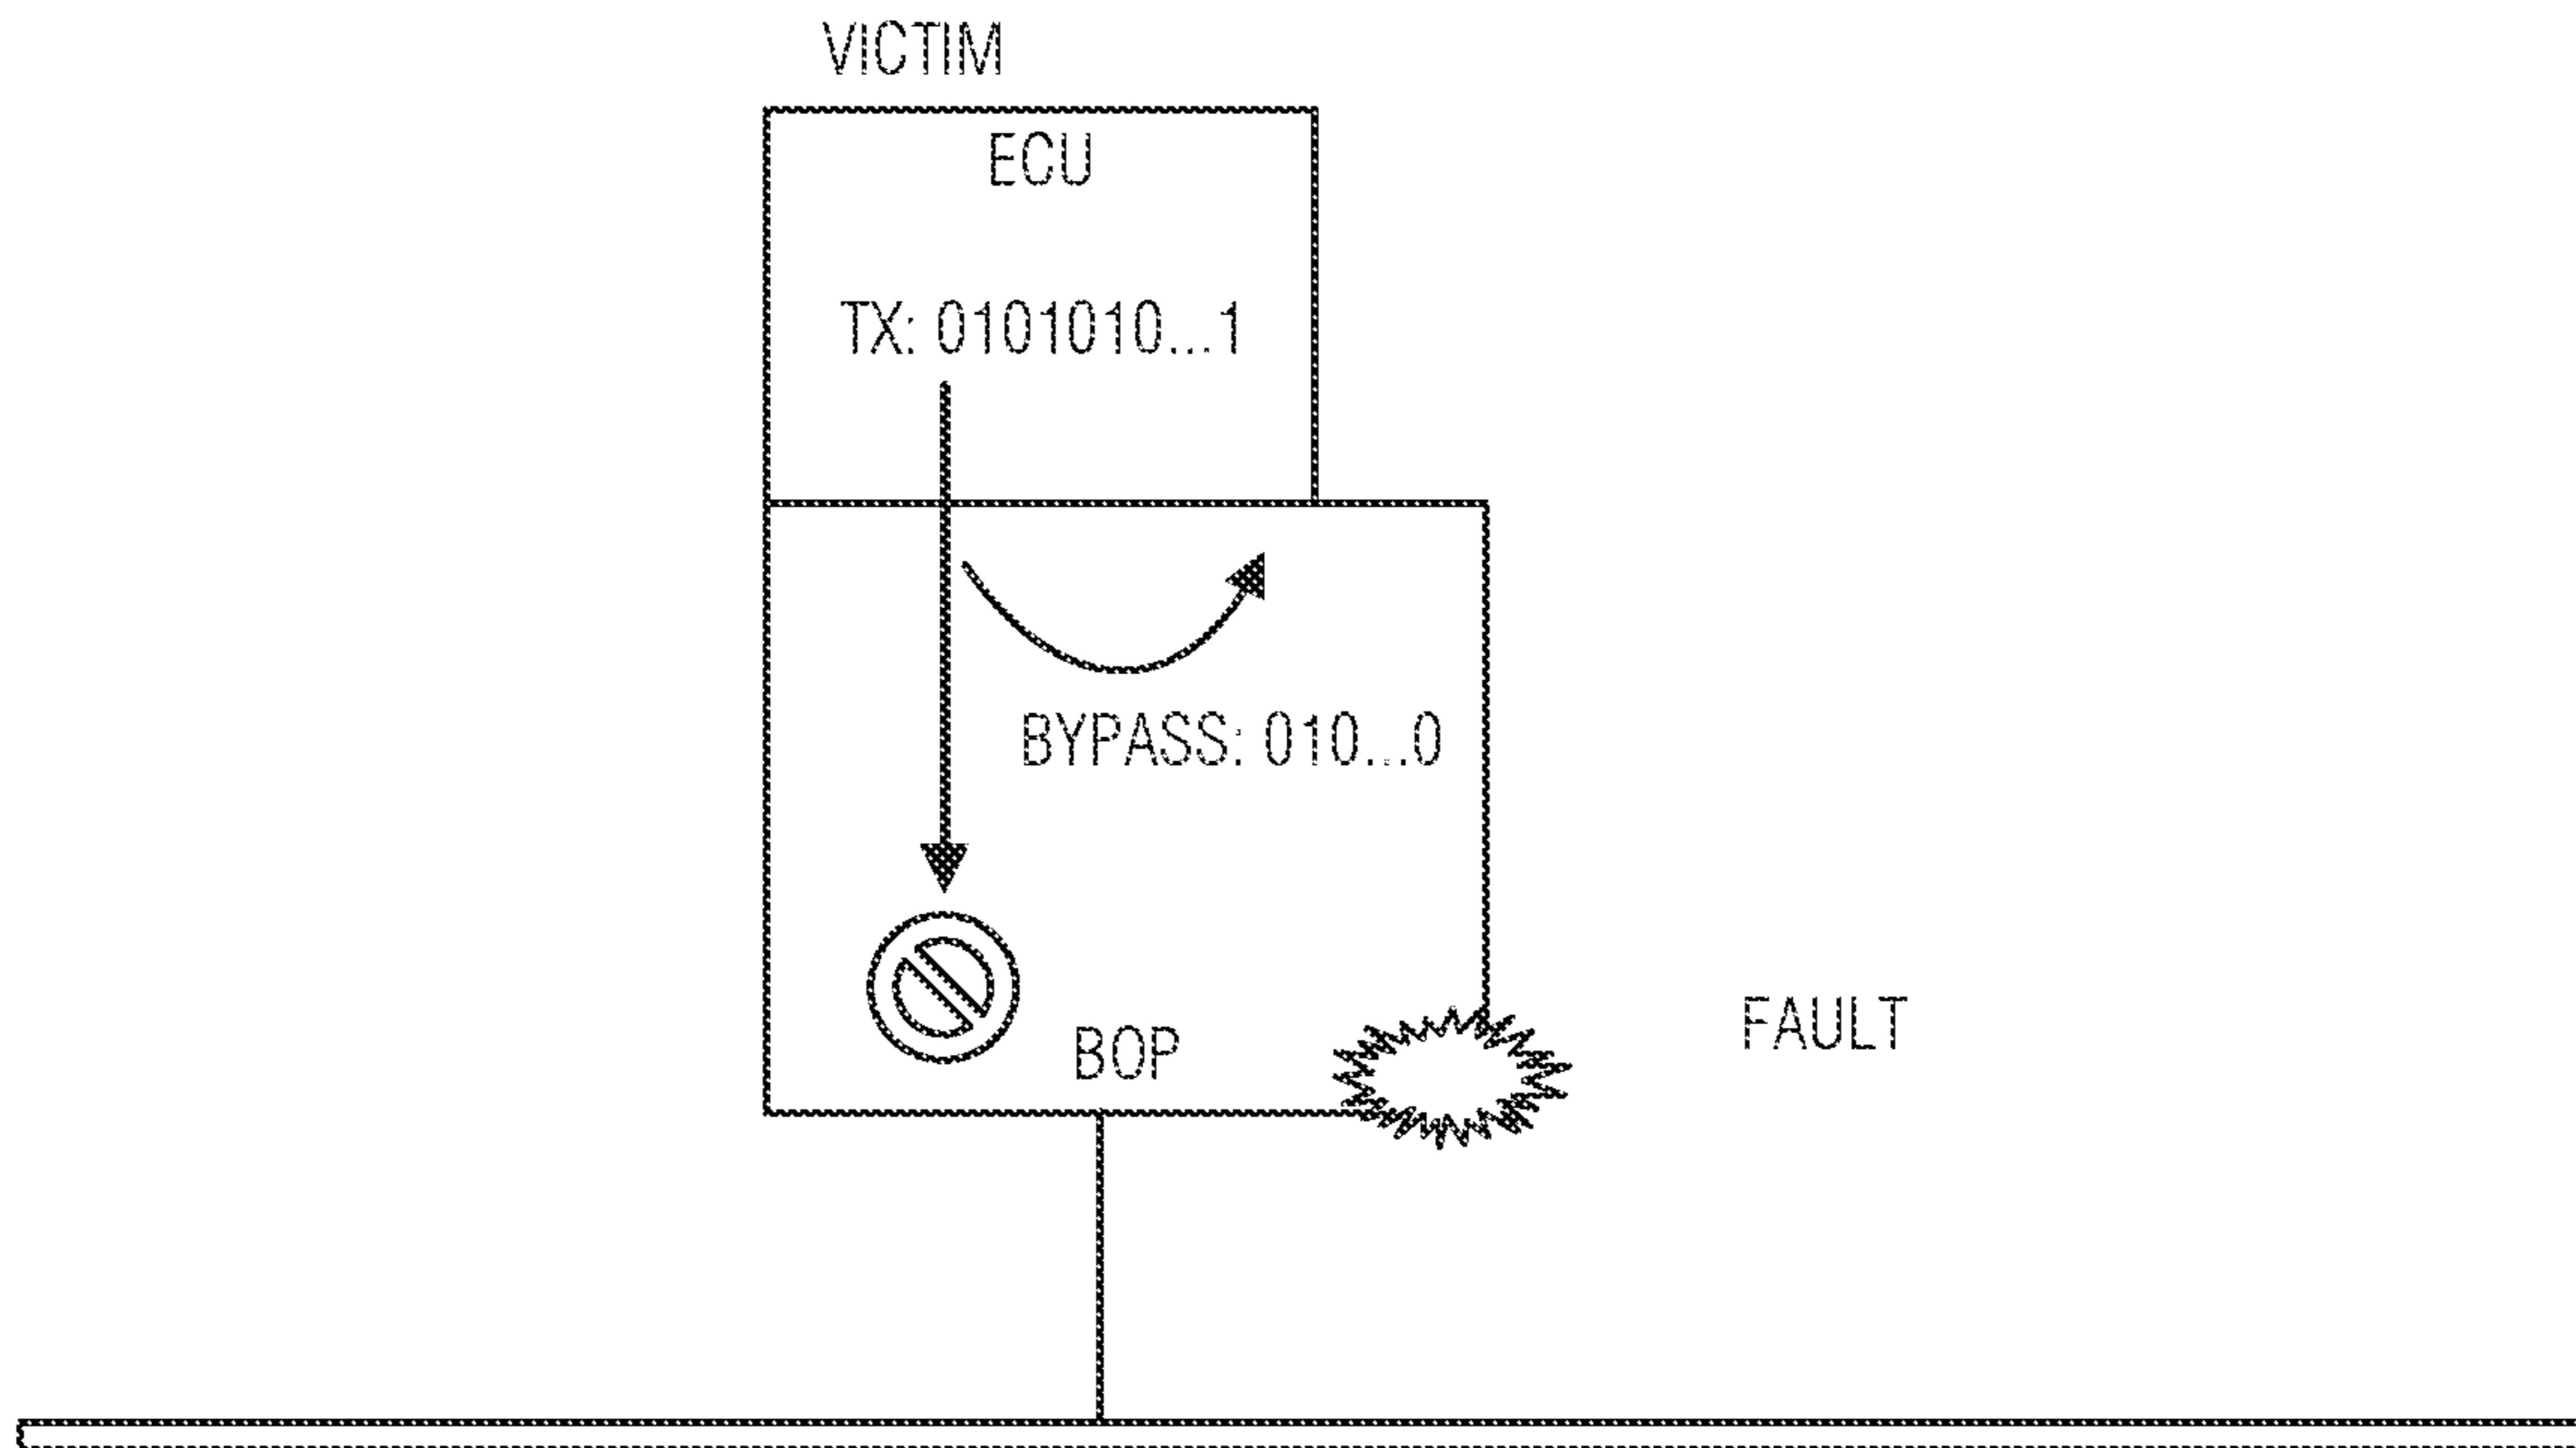 VICTIM
ECU
TX: 0101010...1
BYPASS: 010...0
FAULT
BOP